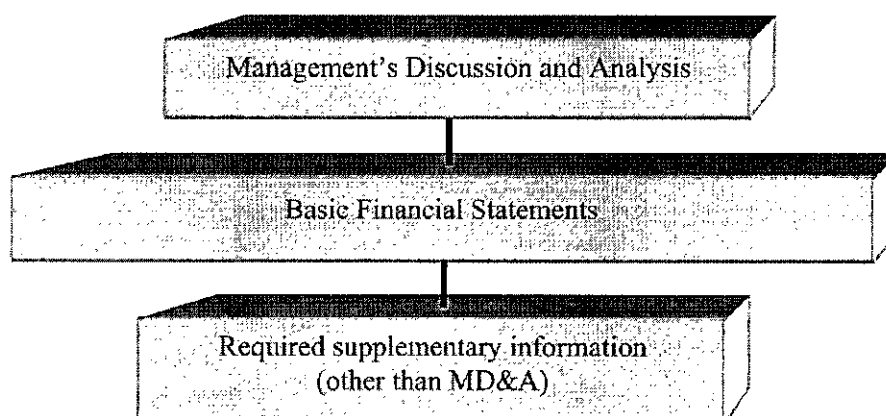 Management's Discussion and Analysis
Basic Financial Statements
Required supplementary information
(other than MD&A)